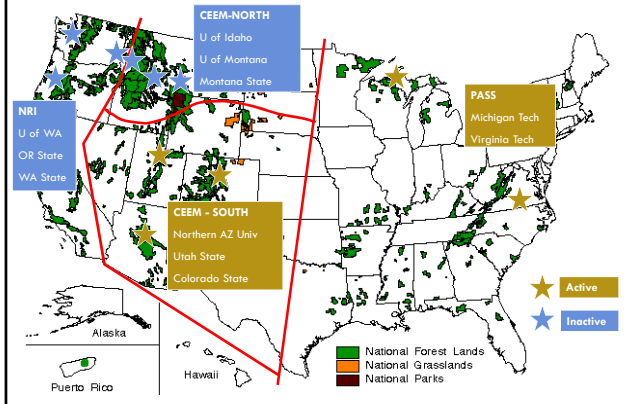 CEEM-NORTH
U of Idaho
U of Montana
Montana State
NRI
U of WA
OR State
WA State
PASS
Michigan Tech
Virginia Tech
CEEM - SOUTH
Northern AZ Univ
Utah State
Colorado State
Active
Inactive
Alaska
Puerto Rico
Hawaii
National Forest Lands
National Grasslands
National Parks